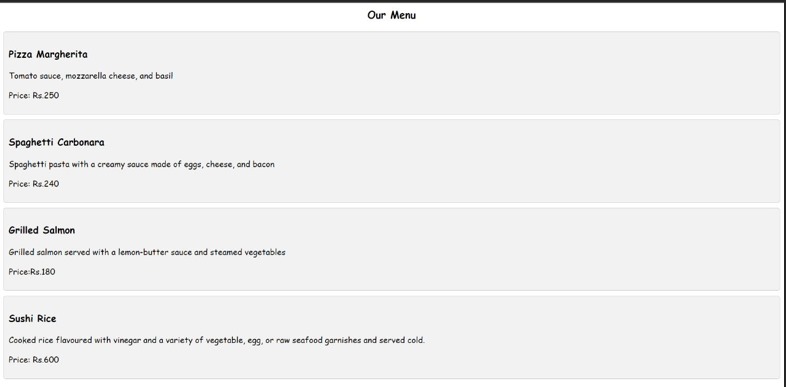 Our Menu
Pizza Margherita
Tomato sauce, mozzarella cheese, and basil
Price: Rs.250
Spaghetti Carbonara
Spaghetti pasta with a creamy sauce made of eggs, cheese, and bacon
Price: Rs.240
Grilled Salmon
Grilled salmon served with a lemon-butter sauce and steamed vegetables
Price:Rs.180
Sushi Rice
Cooked rice flavoured with vinegar and a variety of vegetable, egg, or raw seafood garnishes and served cold.
Price: Rs.600